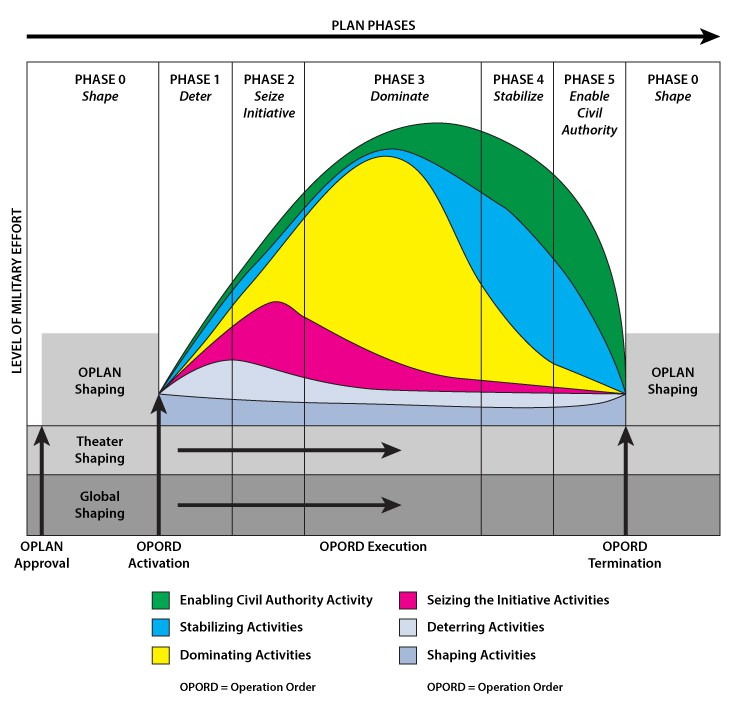 PLAN PHASES
PHASE 0
Shape
PHASE 1
Deter
PHASE 2
Seize
Initiative
PHASE 3
Dominate
PHASE 4
Stabilize
PHASE 5
Enable
Civil
Authority
PHASE 0
Shape
LEVEL OF MILITARY EFFORT
OPLAN
Shaping
OPLAN
Shaping
Theater
Shaping
Global
Shaping
OPLAN
Approval
OPORD
Activation
OPORD Execution
OPORD
Termination
Enabling Civil Authority Activity
Stabilizing Activities
Dominating Activities
OPORD = Operation Order
Seizing the Initiative Activities
Deterring Activities
Shaping Activities
OPORD = Operation Order